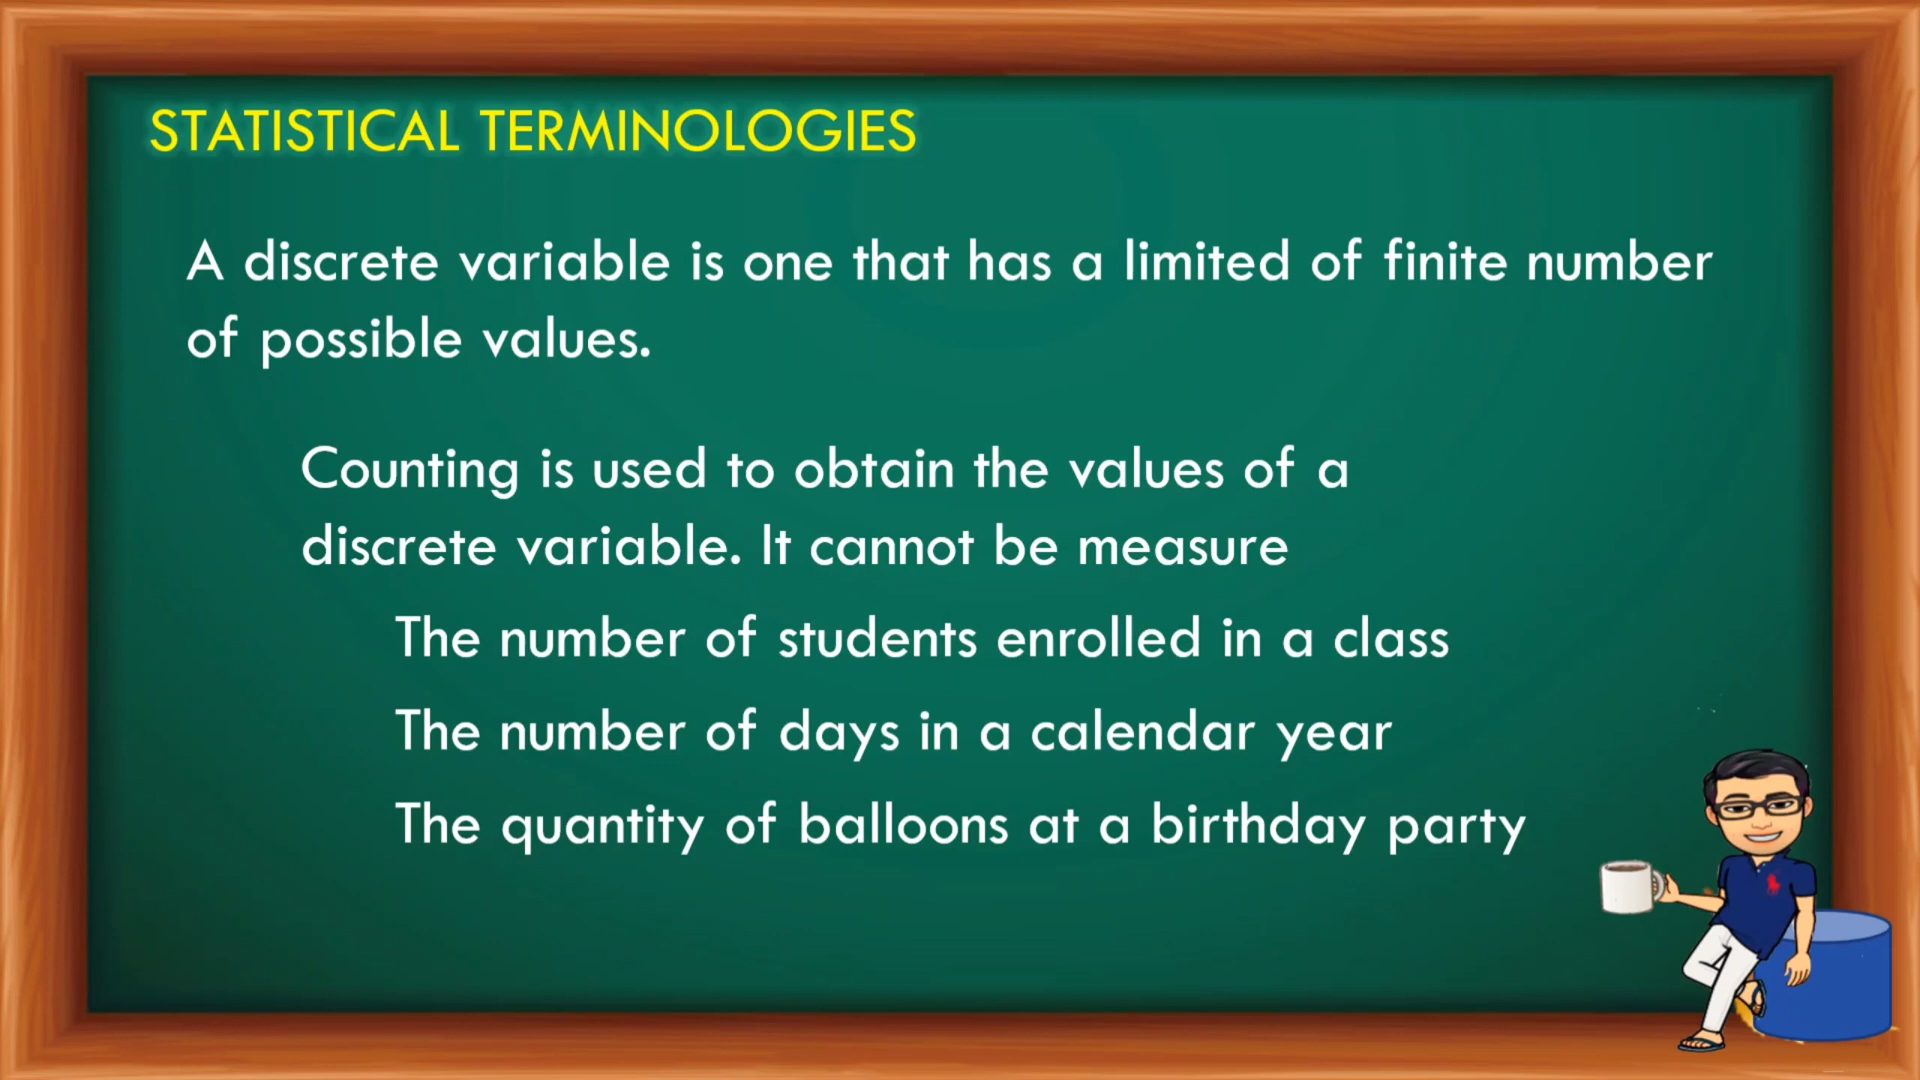 STATISTICAL TERMINOLOGIES
A discrete variable is one that has a limited of finite number
of possible values.
Counting is used to obtain the values of a
discrete variable. It cannot be measure
The number of students enrolled in a class
The number of days in a calendar year
The quantity of balloons at a birthday party